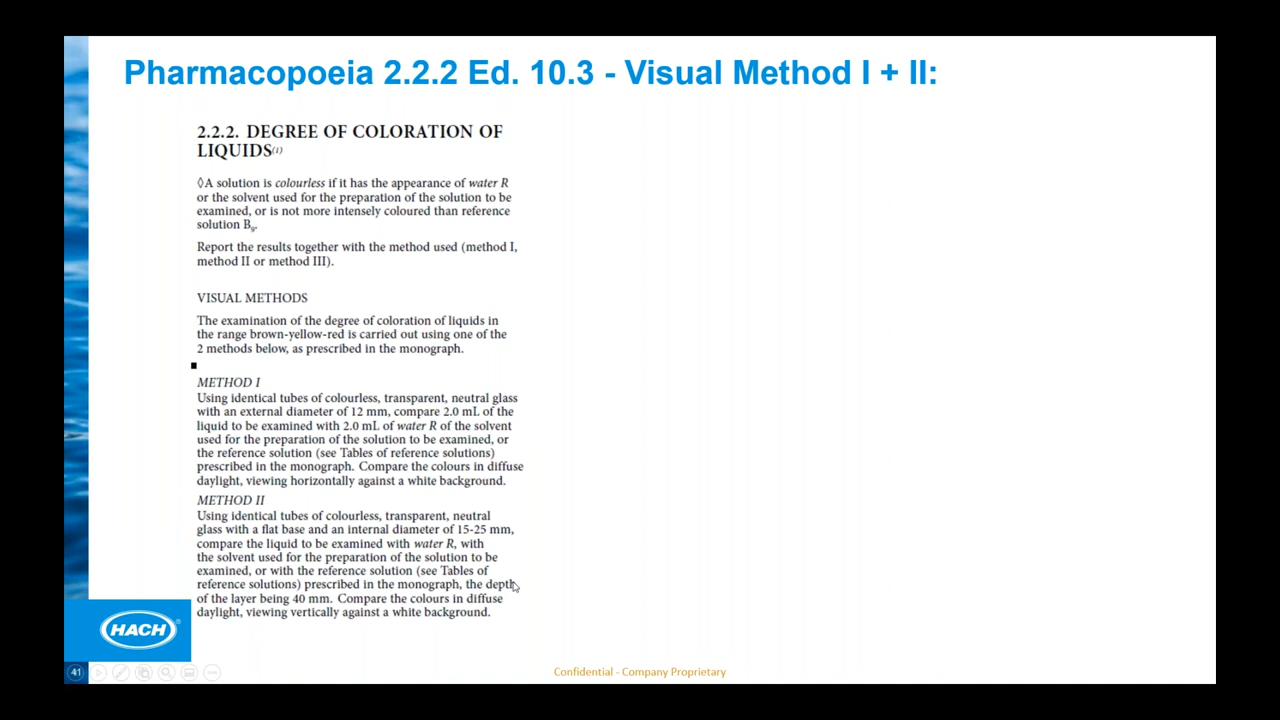 Pharmacopoeia 2.2.2 Ed. 10.3 - Visual Method I + II:
2.2.2. DEGREE OF COLORATION OF
LIQUIDS(1)
◊A solution is colourless if it has the appearance of water R
or the solvent used for the preparation of the solution to be
examined, or is not more intensely coloured than reference
solution B9.
Report the results together with the method used (method I,
method II or method III).
VISUAL METHODS
The examination of the degree of coloration of liquids in
the range brown-yellow-red is carried out using one of the
2 methods below, as prescribed in the monograph.
METHOD I
Using identical tubes of colourless, transparent, neutral glass
with an external diameter of 12 mm, compare 2.0 mL of the
liquid to be examined with 2.0 mL of water R of the solvent
used for the preparation of the solution to be examined, or
the reference solution (see Tables of reference solutions)
prescribed in the monograph. Compare the colours in diffuse
daylight, viewing horizontally against a white background.
METHOD II
Using identical tubes of colourless, transparent, neutral
glass with a flat base and an internal diameter of 15-25 mm,
compare the liquid to be examined with water R, with
the solvent used for the preparation of the solution to be
examined, or with the reference solution (see Tables of
reference solutions) prescribed in the monograph, the depth
of the layer being 40 mm. Compare the colours in diffuse
daylight, viewing vertically against a white background.
HACH
41
Confidential - Company Proprietary